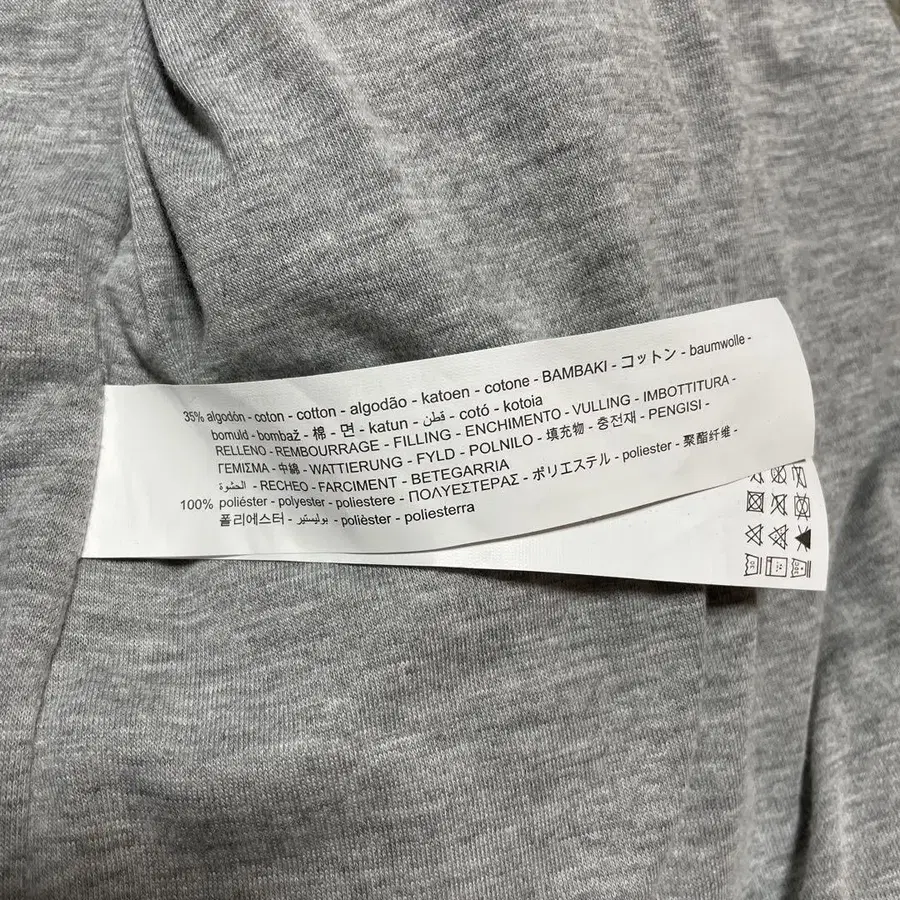 35% algodón - coton - cotton - algodão - katoen - cotone - BAMBAKI - コットン - baumwolle -
bomuld - bombaž - 棉 - 면 - katun - قطن - cotó - kotoia
RELLENO - REMBOURRAGE - FILLING - ENCHIMENTO - VULLING - IMBOTTITURA -
ΓΕΜΙΣΜΑ - 中綿 - WATTIERUNG - FYLD - POLNILO - 填充物 - 충전재 - PENGISI -
الحشوة - RECHEO - FARCIMENT - BETEGARRIA
100% poliéster - polyester - poliestere - ΠΟΛΥΕΣΤΕΡΑΣ - ポリエステル - poliester - 聚酯纤维 -
폴리에스터 - بوليستير - polièster - poliesterra